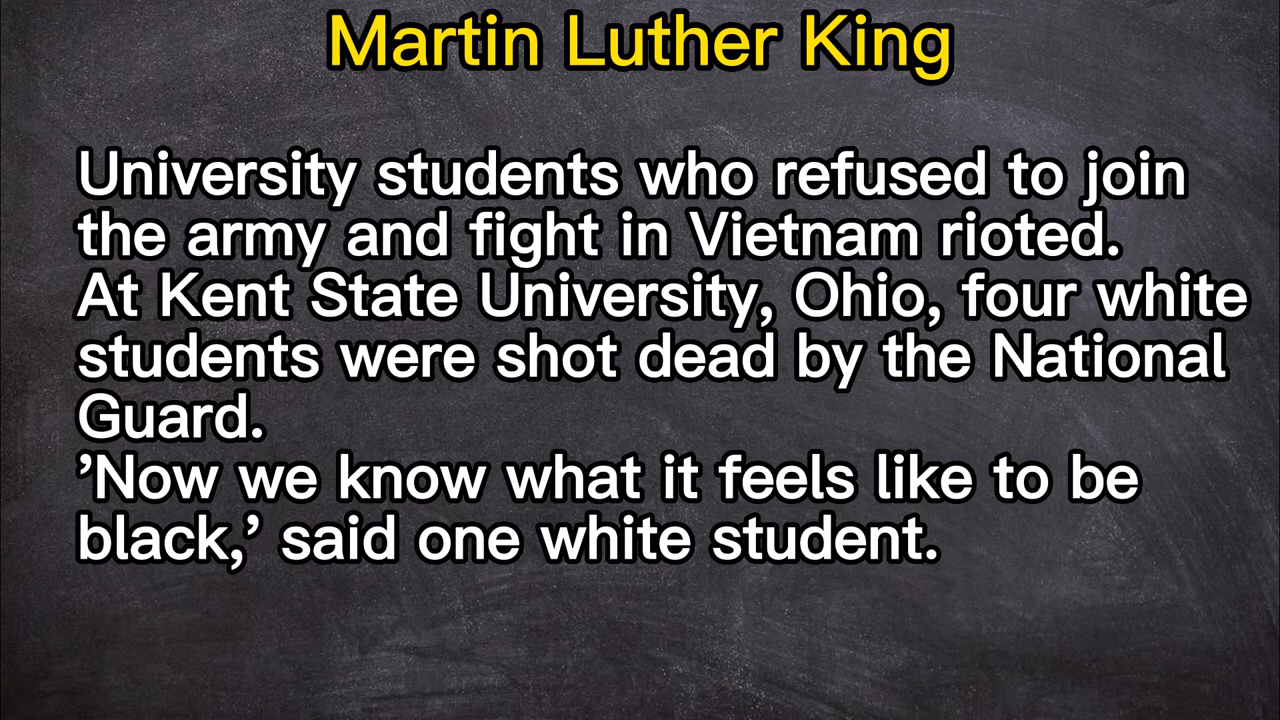 Martin Luther King
University students who refused to join
the army and fight in Vietnam rioted.
At Kent State University, Ohio, four white
students were shot dead by the National
Guard.
’Now we know what it feels like to be
black,’ said one white student.